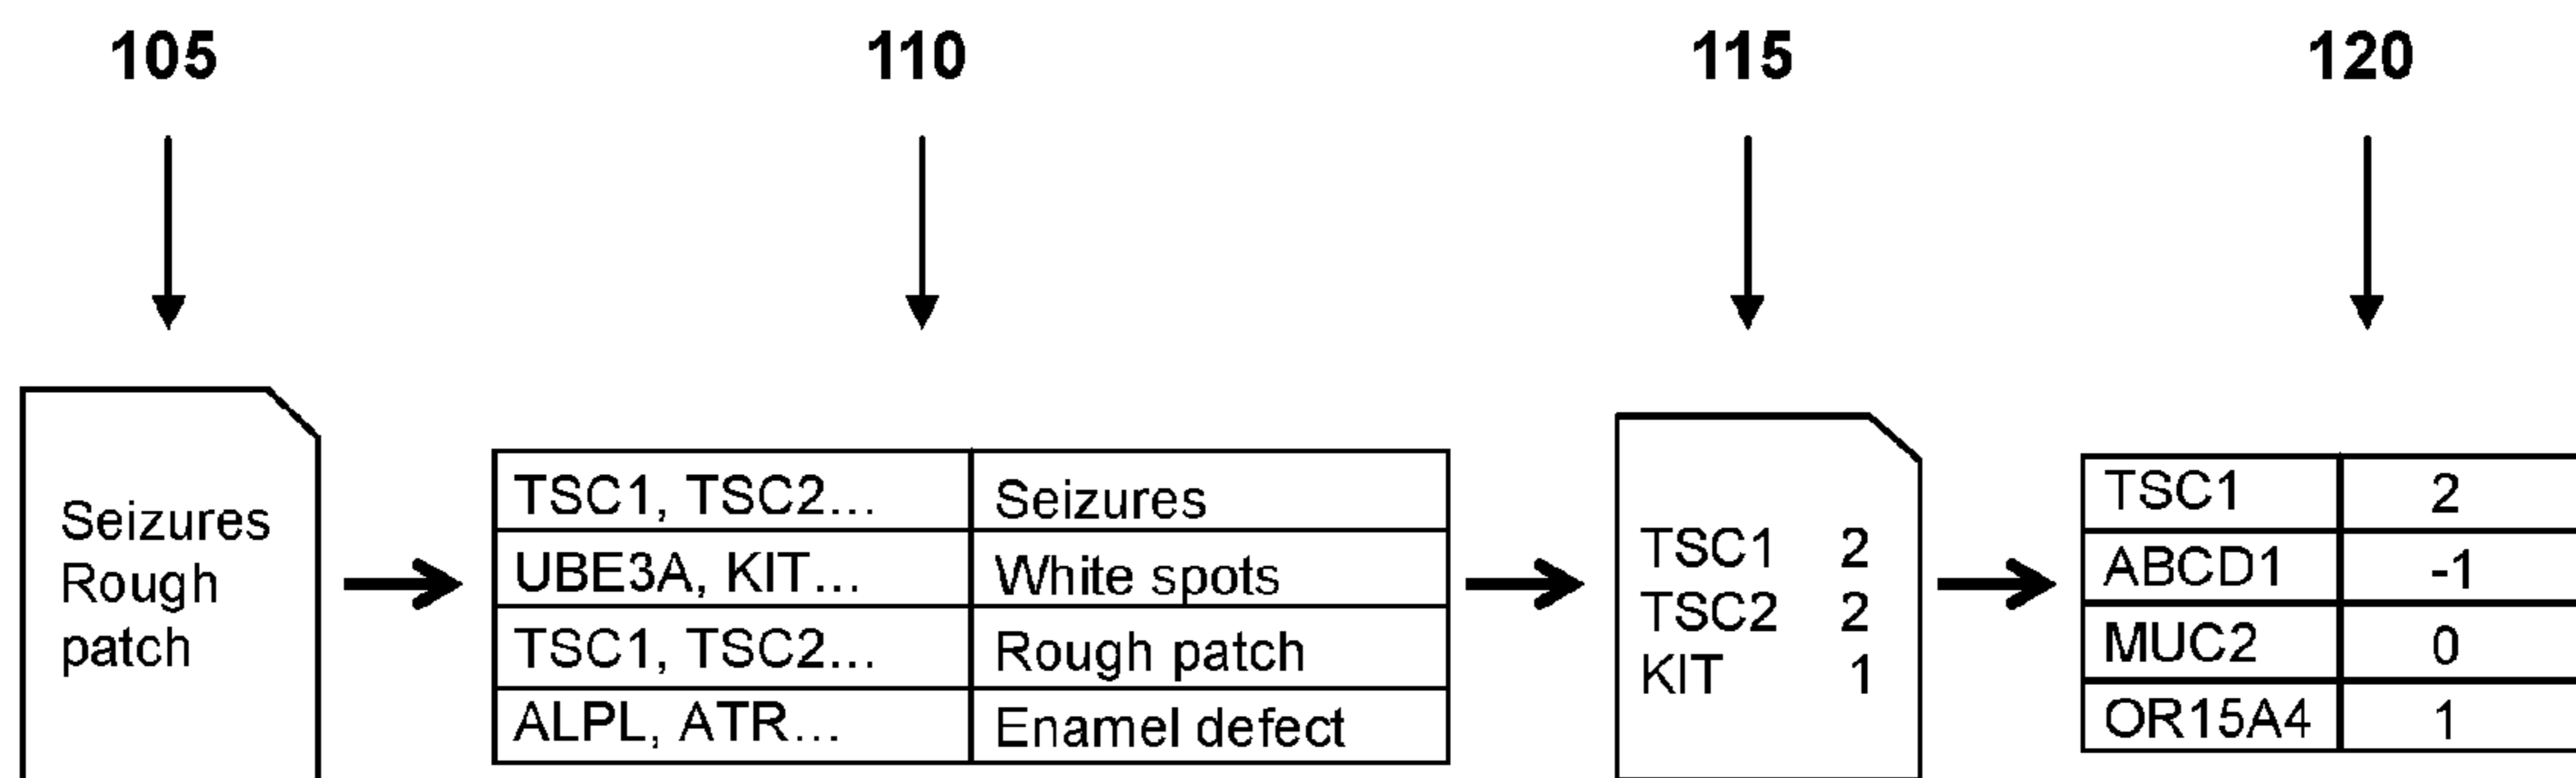 105 110 115 120
Seizures
Rough
patch
TSC1, TSC2... Seizures
UBE3A, KIT... White spots
TSC1, TSC2... Rough patch
ALPL, ATR... Enamel defect
TSC1 2
TSC2 2
KIT 1
TSC1 2
ABCD1 -1
MUC2 0
OR15A4 1